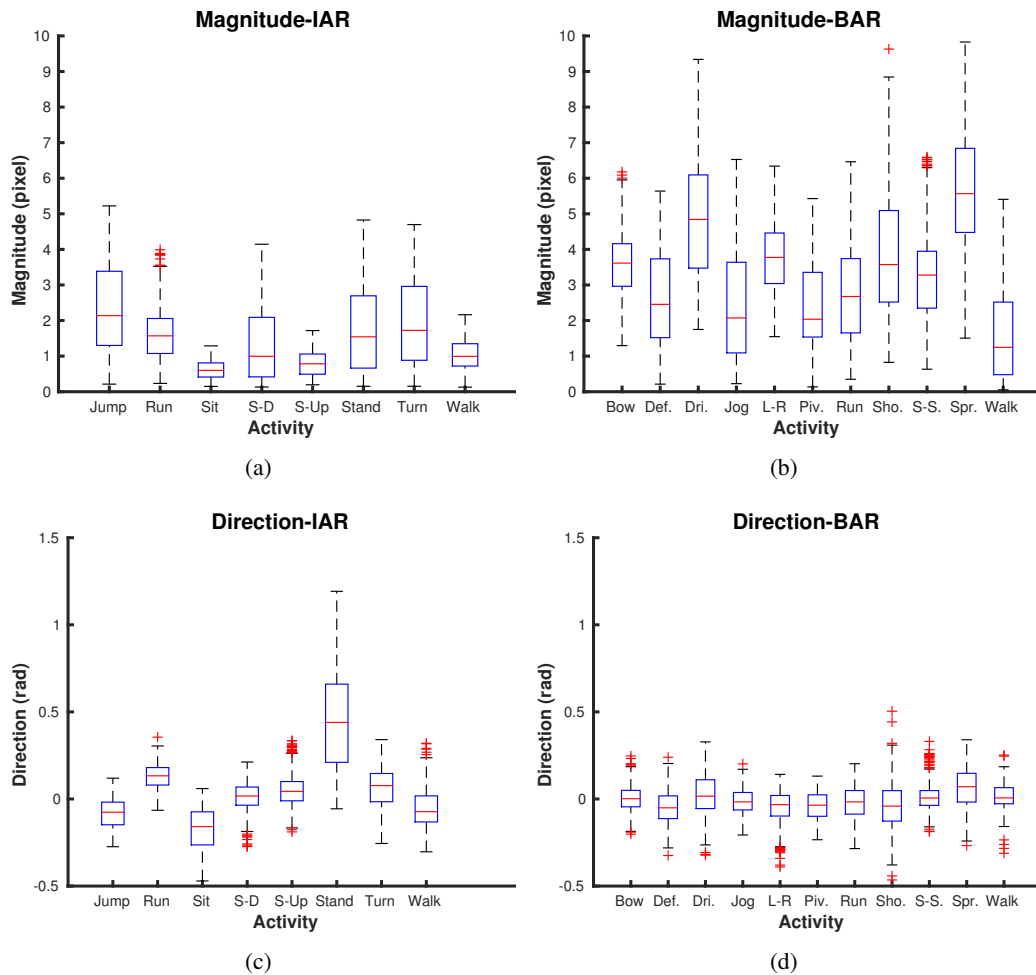 Magnitude-IAR
10
9
8
7
6
5
4
3
2
1
0
Magnitude (pixel)
Jump Run Sit S-D S-Up Stand Turn Walk
Activity
(a)
Magnitude-BAR
10
9
8
7
6
5
4
3
2
1
0
Magnitude (pixel)
Bow Def. Dri. Jog L-R Piv. Run Sho. S-S. Spr. Walk
Activity
(b)
Direction-IAR
1.5
1
0.5
0
-0.5
Direction (rad)
Jump Run Sit S-D S-Up Stand Turn Walk
Activity
(c)
Direction-BAR
1.5
1
0.5
0
-0.5
Direction (rad)
Bow Def. Dri. Jog L-R Piv. Run Sho. S-S. Spr. Walk
Activity
(d)